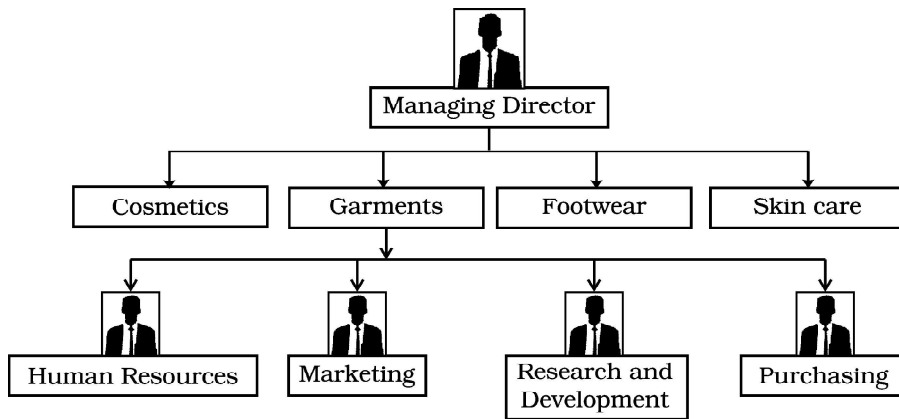 Managing Director
Cosmetics
Garments
Footwear
Skin care
Human Resources
Marketing
Research and
Development
Purchasing